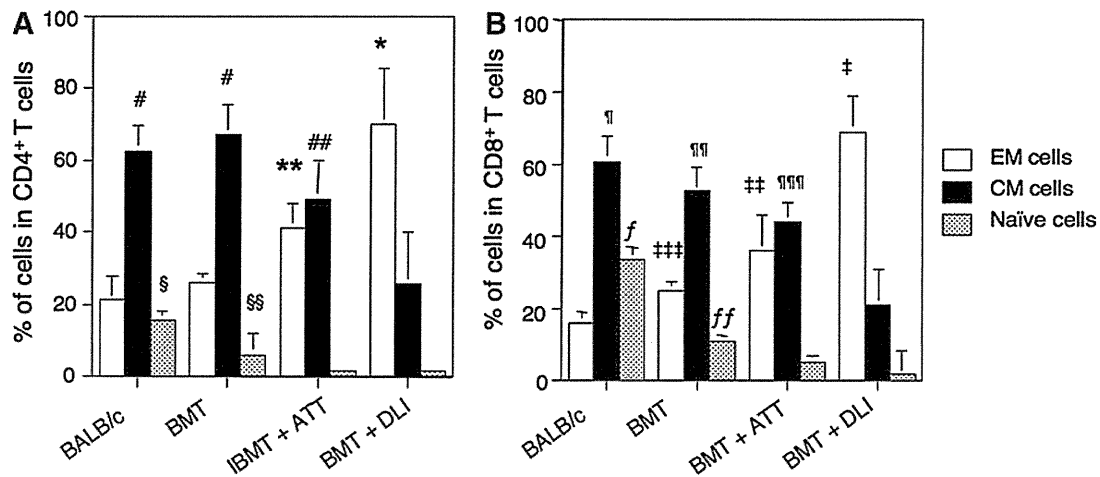 A
% of cells in CD4+ T cells
100
80
60
40
20
0
#
§
#
§§
**
##
*
BALB/c
BMT
IBMT + ATT
BMT + DLI
B
% of cells in CD8+ T cells
100
80
60
40
20
0
¶
ƒ
‡‡‡
¶¶
ƒƒ
‡‡
¶¶¶
‡
BALB/c
BMT
BMT + ATT
BMT + DLI
EM cells
CM cells
Naïve cells